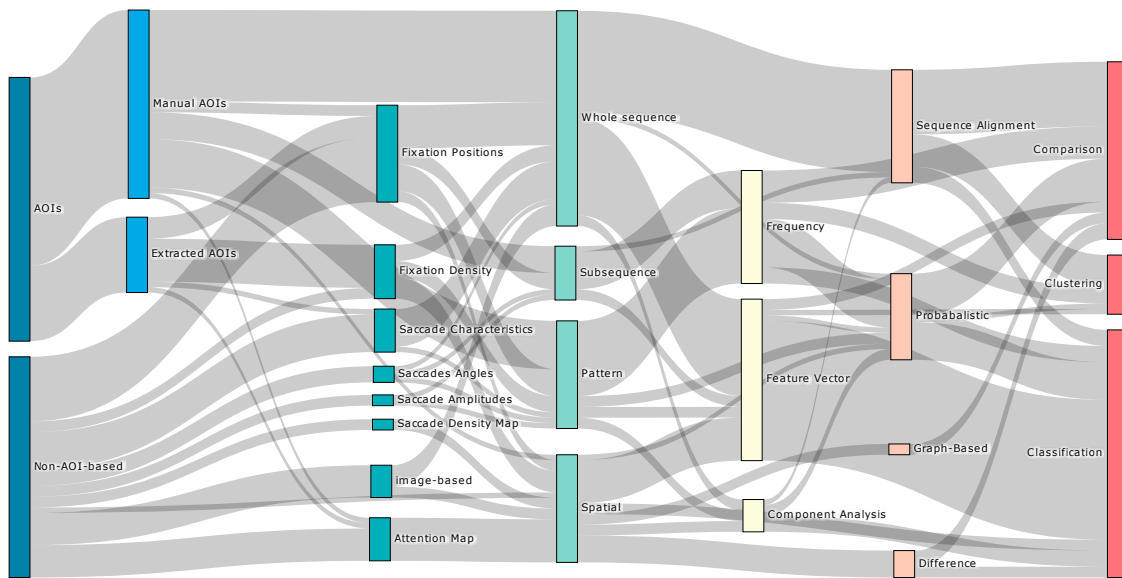 AOIs
Non-AOI-based
Manual AOIs
Extracted AOIs
Fixation Positions
Fixation Density
Saccade Characteristics
Saccades Angles
Saccade Amplitudes
Saccade Density Map
image-based
Attention Map
Whole sequence
Subsequence
Pattern
Spatial
Frequency
Feature Vector
Component Analysis
Sequence Alignment
Probabalistic
Graph-Based
Difference
Comparison
Clustering
Classification